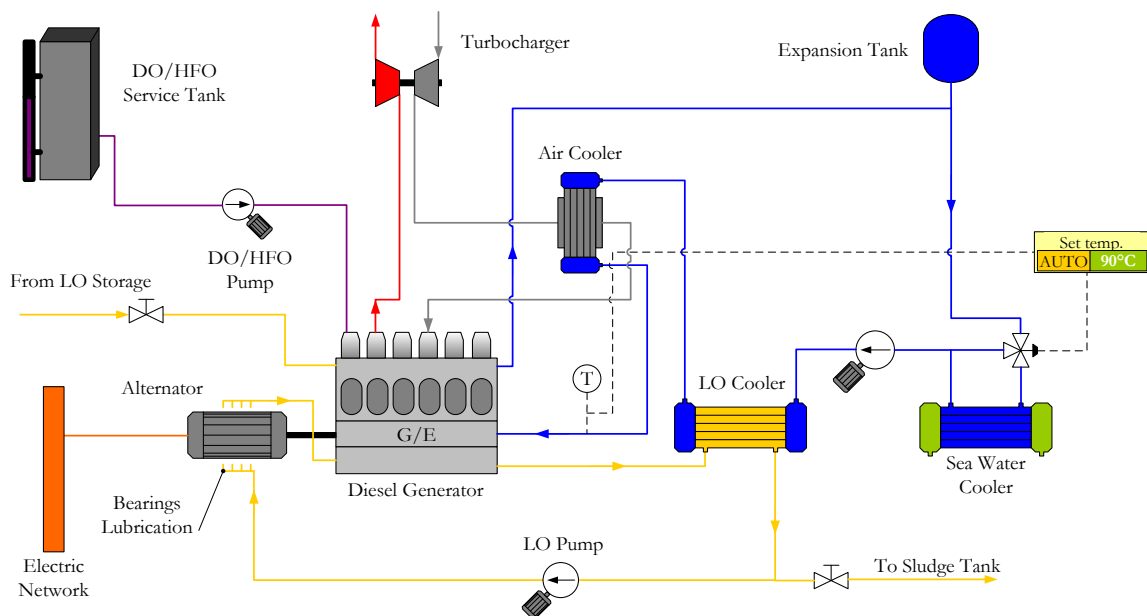 Turbocharger
Expansion Tank
DO/HFO
Service Tank
Air Cooler
Set temp.
AUTO 90°C
DO/HFO
Pump
From LO Storage
T
Alternator
LO Cooler
G/E
Diesel Generator
Sea Water
Cooler
Bearings
Lubrication
LO Pump
To Sludge Tank
Electric
Network